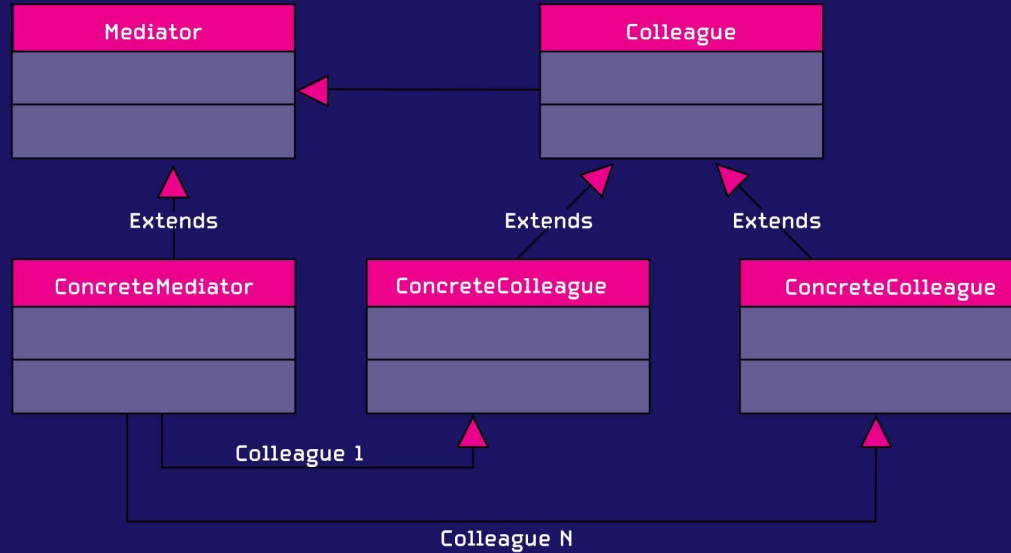 Mediator
Colleague
Extends
Extends
Extends
ConcreteMediator
ConcreteColleague
ConcreteColleague
Colleague 1
Colleague N